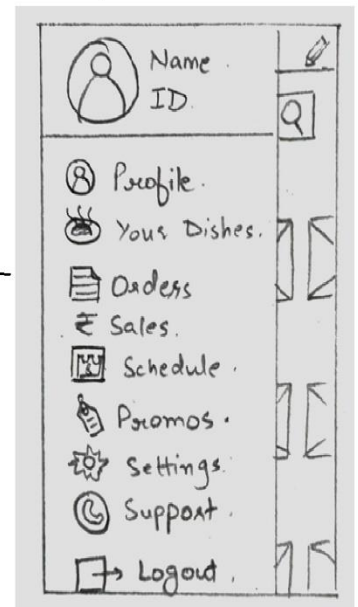 Name
ID
Profile.
Your Dishes.
Orders
₹ Sales.
Schedule.
Promos.
Settings.
Support.
Logout.